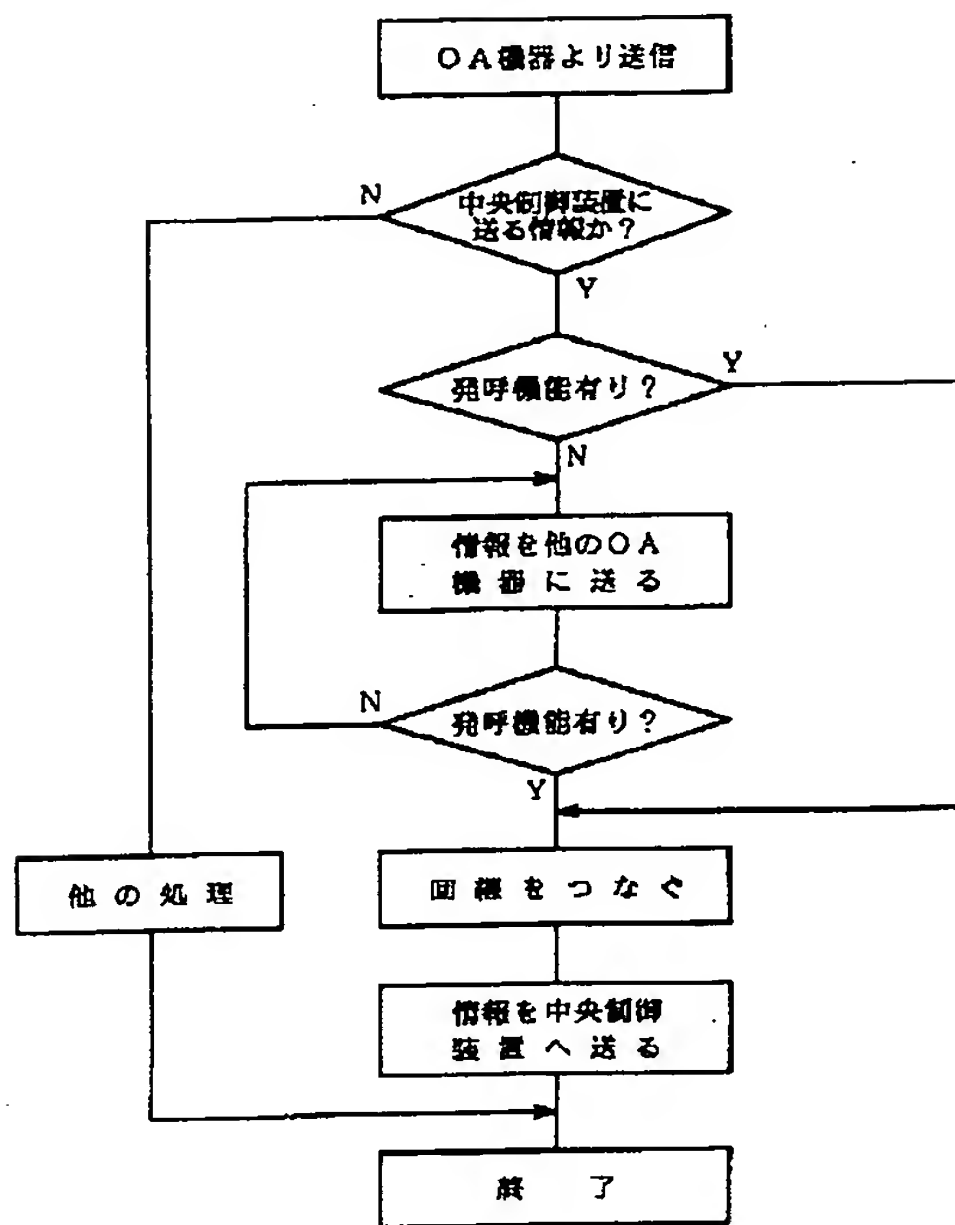 OA機器より送信
N
中央制御装置に
送る情報か？
Y
発呼機能有り？
Y
N
情報を他のOA
機器に送る
N
発呼機能有り？
Y
他の処理
回線をつなぐ
情報を中央制御
装置へ送る
終了